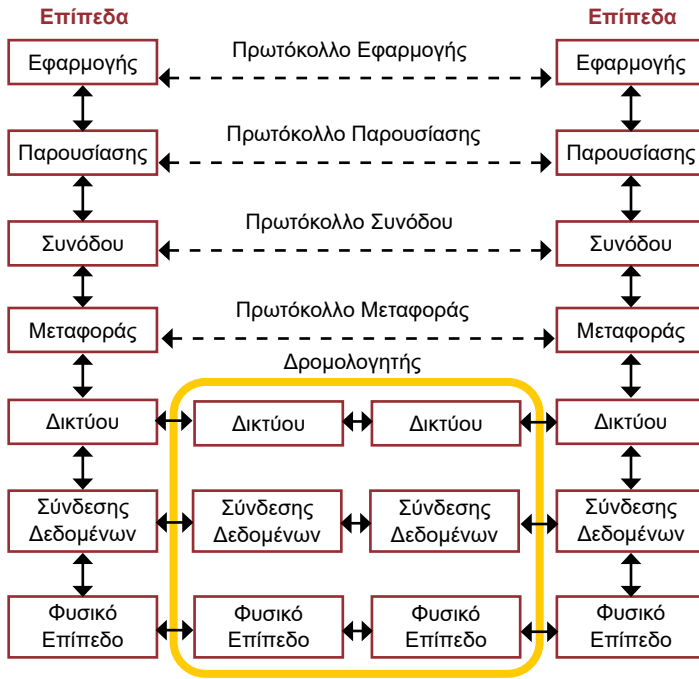 Επίπεδα
Επίπεδα
Εφαρμογής
Πρωτόκολλο Εφαρμογής
Εφαρμογής
Παρουσίασης
Πρωτόκολλο Παρουσίασης
Παρουσίασης
Συνόδου
Πρωτόκολλο Συνόδου
Συνόδου
Μεταφοράς
Πρωτόκολλο Μεταφοράς
Μεταφοράς
Δρομολογητής
Δικτύου
Δικτύου
Δικτύου
Δικτύου
Σύνδεσης
Δεδομένων
Σύνδεσης
Δεδομένων
Σύνδεσης
Δεδομένων
Σύνδεσης
Δεδομένων
Φυσικό
Επίπεδο
Φυσικό
Επίπεδο
Φυσικό
Επίπεδο
Φυσικό
Επίπεδο